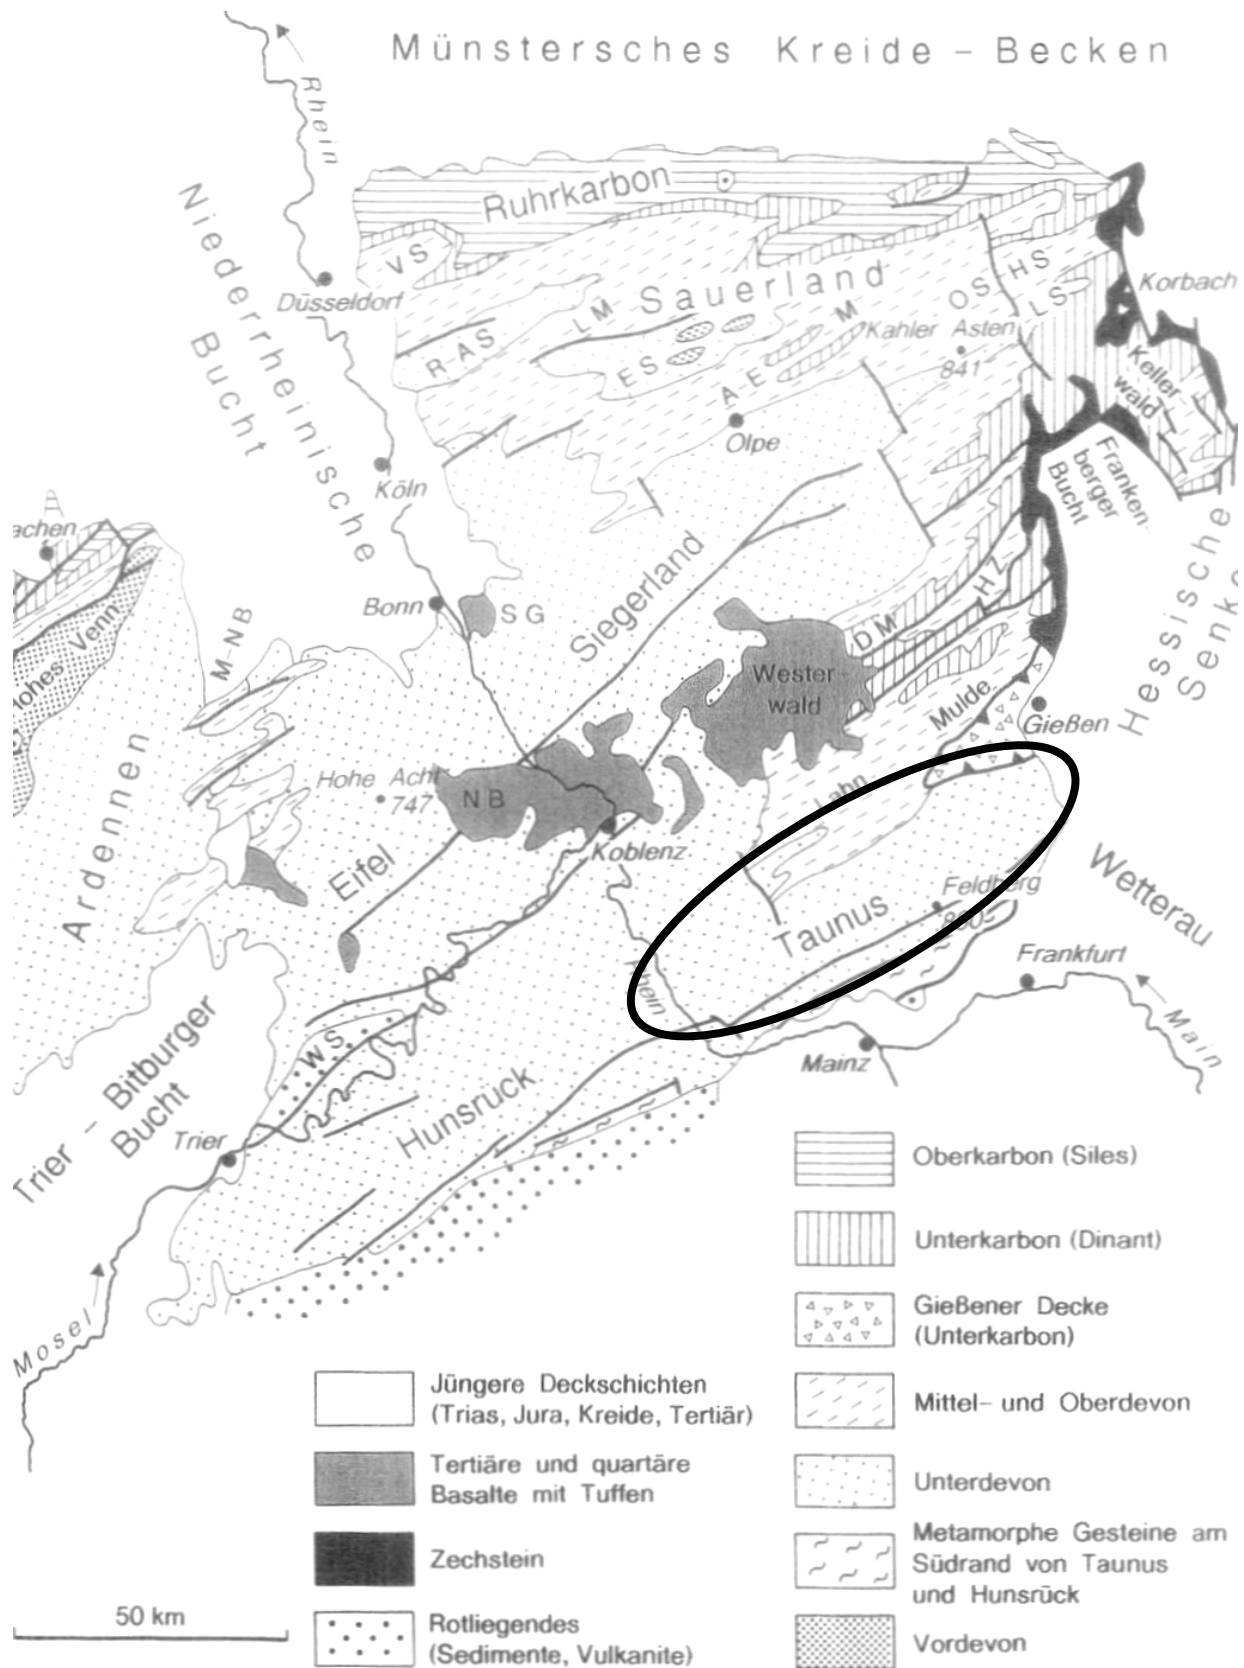 Münstersches Kreide - Becken
Rhein
Niederrheinische
Bucht
Ruhrkarbon
VS
Düsseldorf
Sauerland
LM
R-AS
ES
AE
M
OS
HS
LS
Korbach
Kahler Asten
841
Keller
wald
Olpe
Köln
Franken
berger
Bucht
Hessische
Senke
achen
Hohes Venn
M-NB
Bonn
SG
Siegerland
HZ
DM
Wester-
wald
Mulde
Gießen
Ardennen
Hohe Acht
747
NB
Lahn
Koblenz
Eifel
Wetterau
Feldberg
880
Taunus
Frankfurt
Rhein
Main
Mainz
WS
Hunsrück
Trier - Bitburger
Bucht
Trier
Mosel
Oberkarbon (Siles)
Unterkarbon (Dinant)
Gießener Decke
(Unterkarbon)
Jüngere Deckschichten
(Trias, Jura, Kreide, Tertiär)
Mittel- und Oberdevon
Tertiäre und quartäre
Basalte mit Tuffen
Unterdevon
Zechstein
Metamorphe Gesteine am
Südrand von Taunus
und Hunsrück
50 km
Rotliegendes
(Sedimente, Vulkanite)
Vordevon